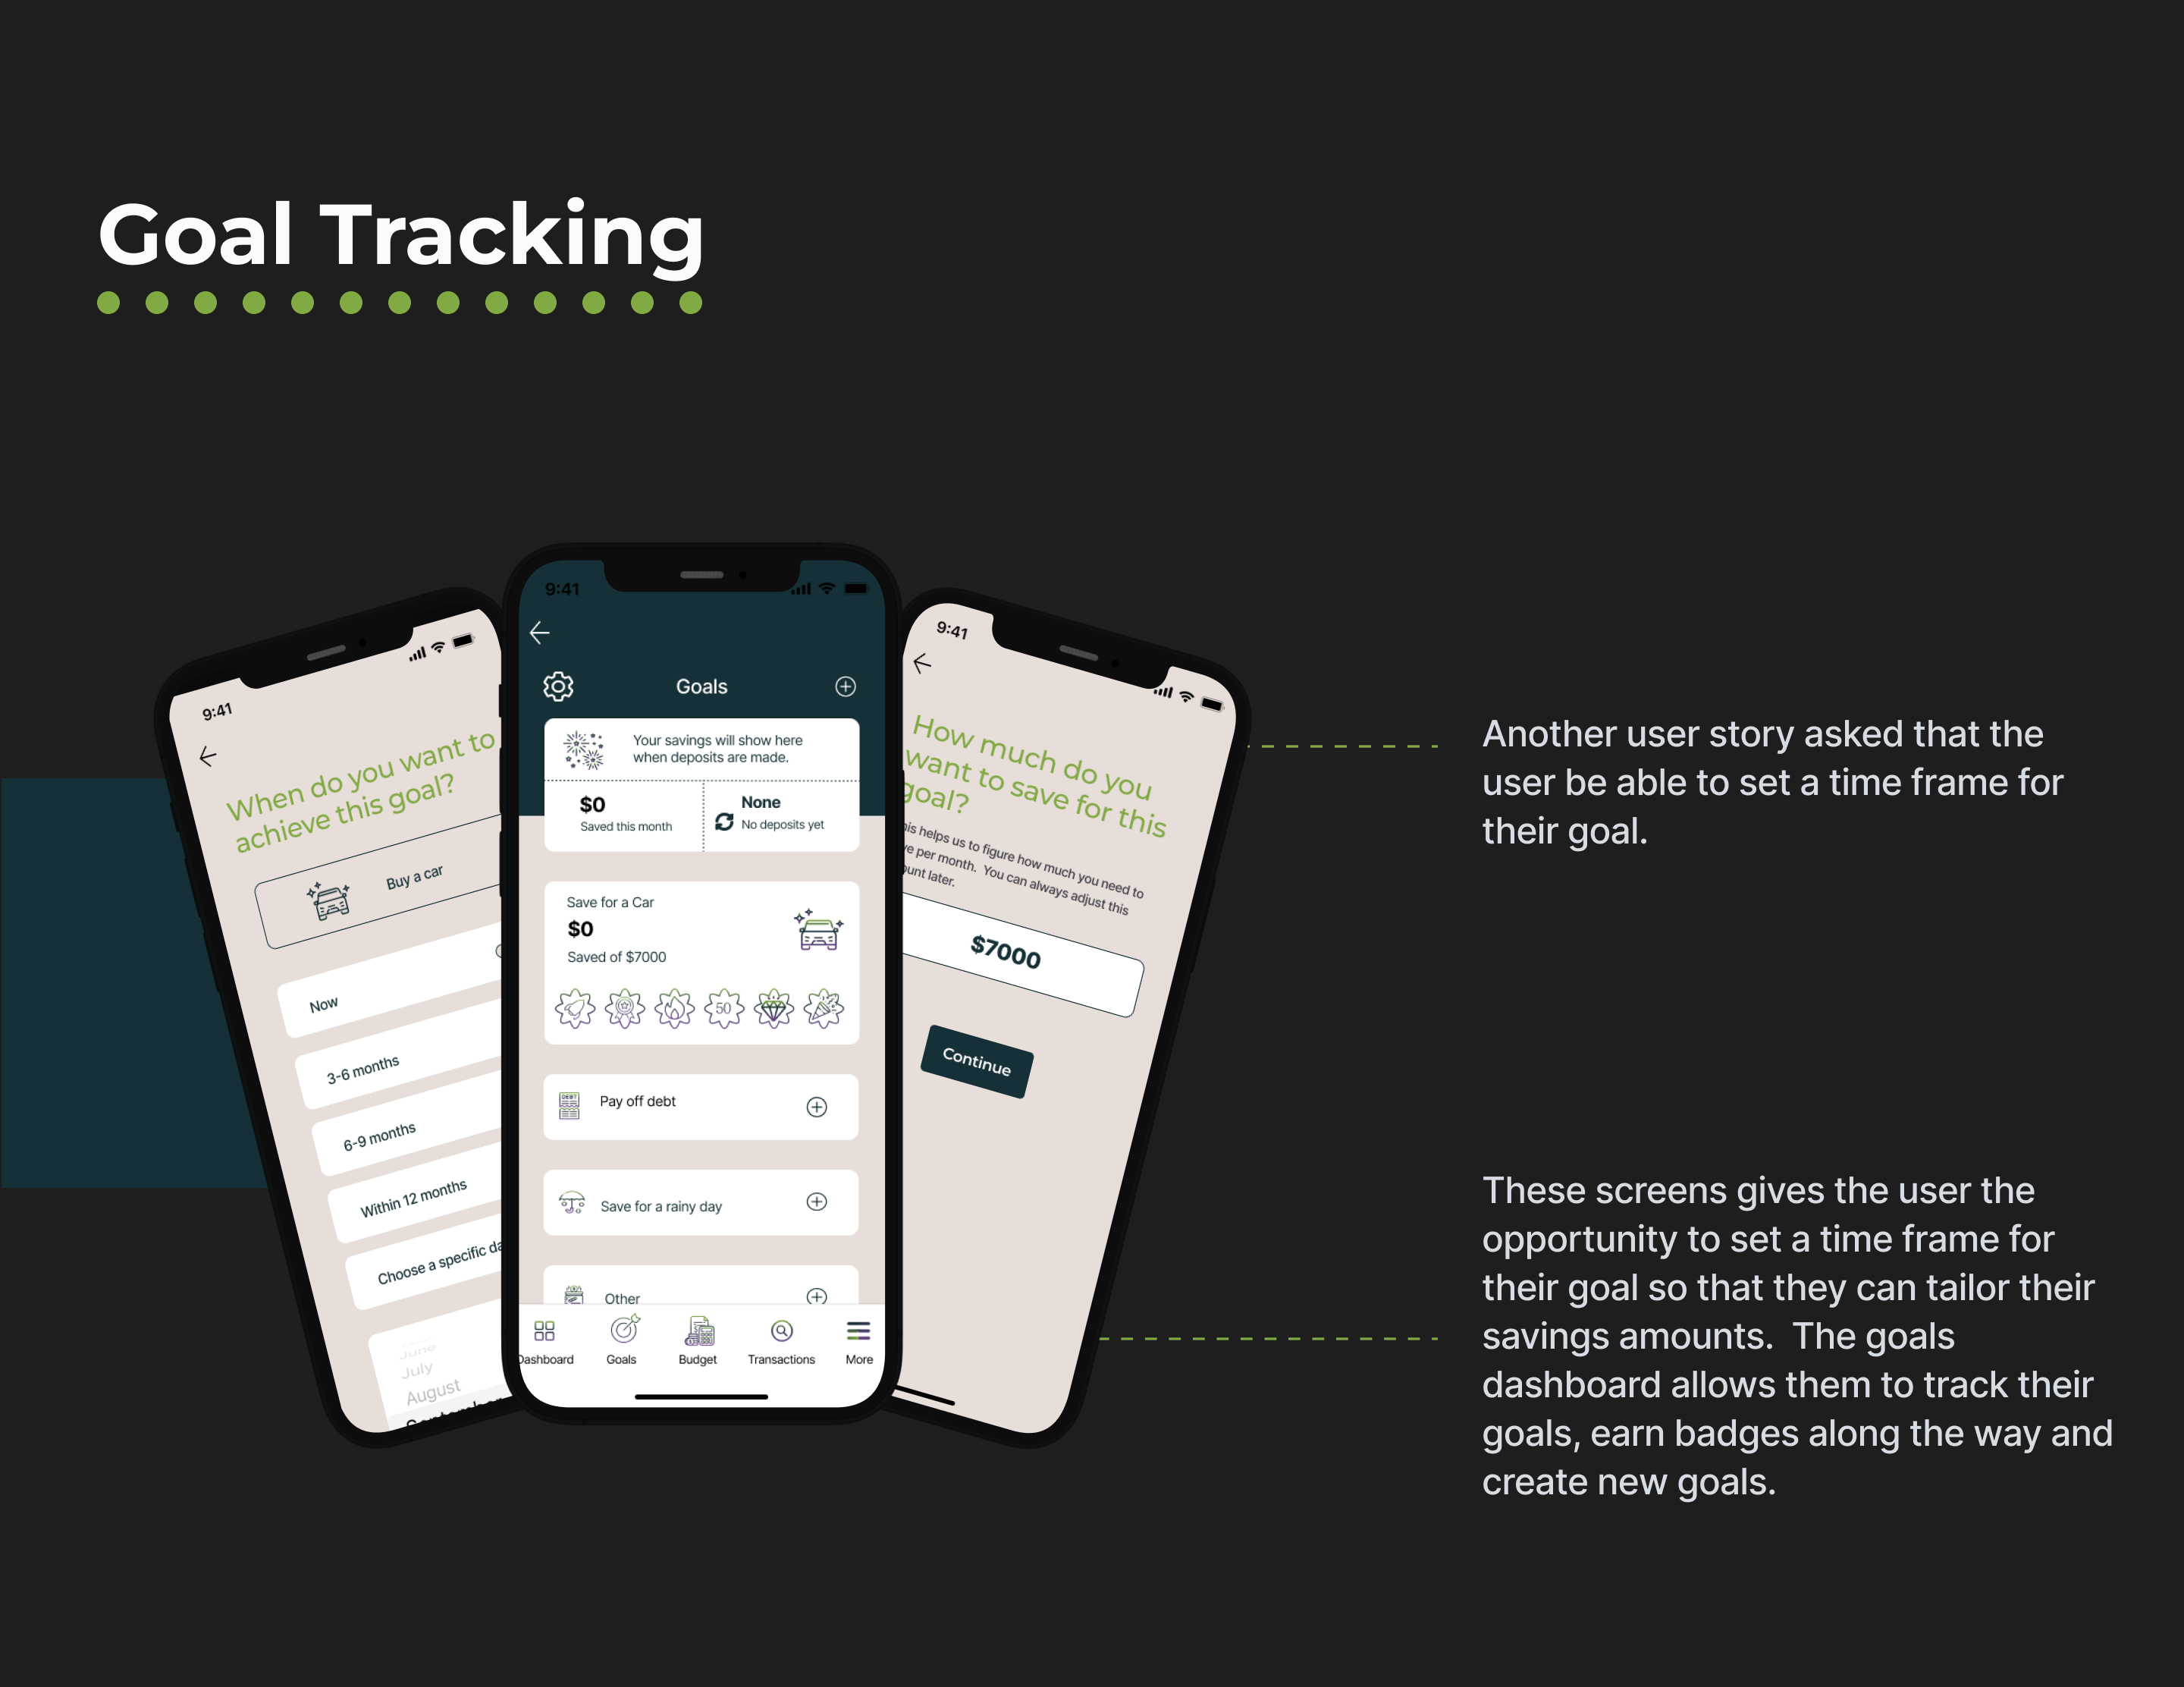 Goal Tracking
9:41
When do you want to
achieve this goal?
Buy a car
Now
3-6 months
6-9 months
Within 12 months
Choose a specific
June
July
August
9:41
Goals
Your savings will show here
when deposits are made.
$0
Saved this month
None
No deposits yet
Save for a Car
$0
Saved of $7000
50
DEBT
Pay off debt
Save for a rainy day
Other
Dashboard
Goals
Budget
Transactions
More
9:41
How much do you
want to save for this
goal?
helps us to figure how much you need to
per month. You can always adjust this
later.
$7000
Continue
Another user story asked that the
user be able to set a time frame for
their goal.
These screens gives the user the
opportunity to set a time frame for
their goal so that they can tailor their
savings amounts. The goals
dashboard allows them to track their
goals, earn badges along the way and
create new goals.